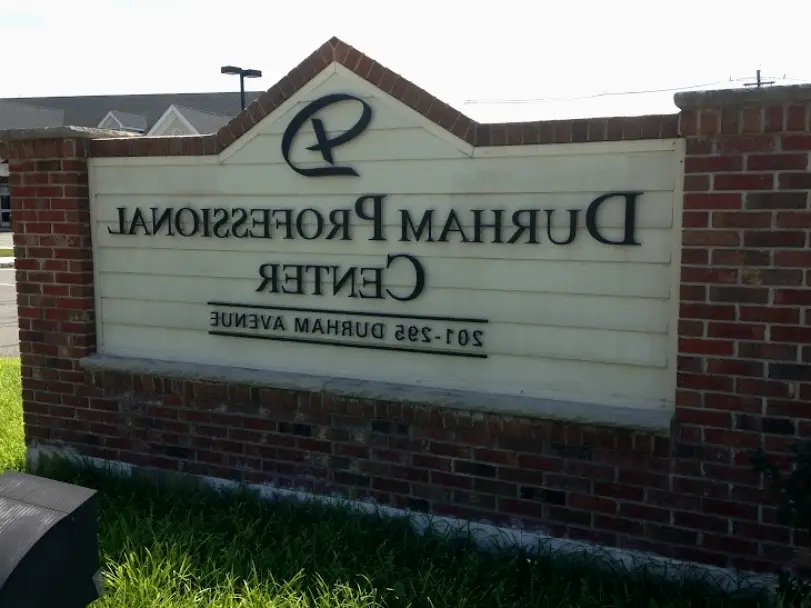 DURHAM PROFESSIONAL
CENTER
201-295 DURHAM AVENUE